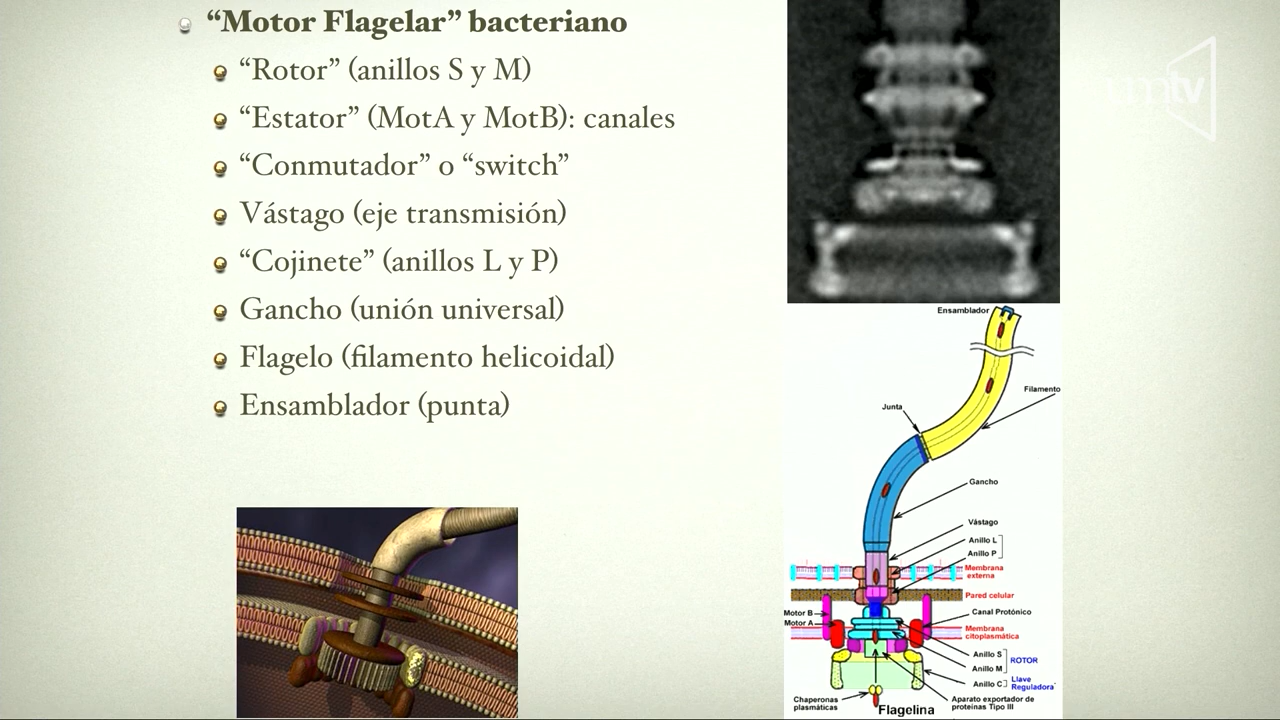 “Motor Flagelar” bacteriano
“Rotor” (anillos S y M)
“Estator” (MotA y MotB): canales
“Conmutador” o “switch”
Vástago (eje transmisión)
“Cojinete” (anillos L y P)
Gancho (unión universal)
Flagelo (filamento helicoidal)
Ensamblador (punta)
tv
Ensamblador
Filamento
Junta
Gancho
Vástago
Anillo L
Anillo P
Membrana
externa
Pared celular
Motor B
Motor A
Canal Protónico
Membrana
citoplasmática
Anillo S
Anillo M
ROTOR
Anillo C
Llave
Reguladora
Chaperonas
plasmáticas
Aparato exportador de
proteínas Tipo III
Flagelina